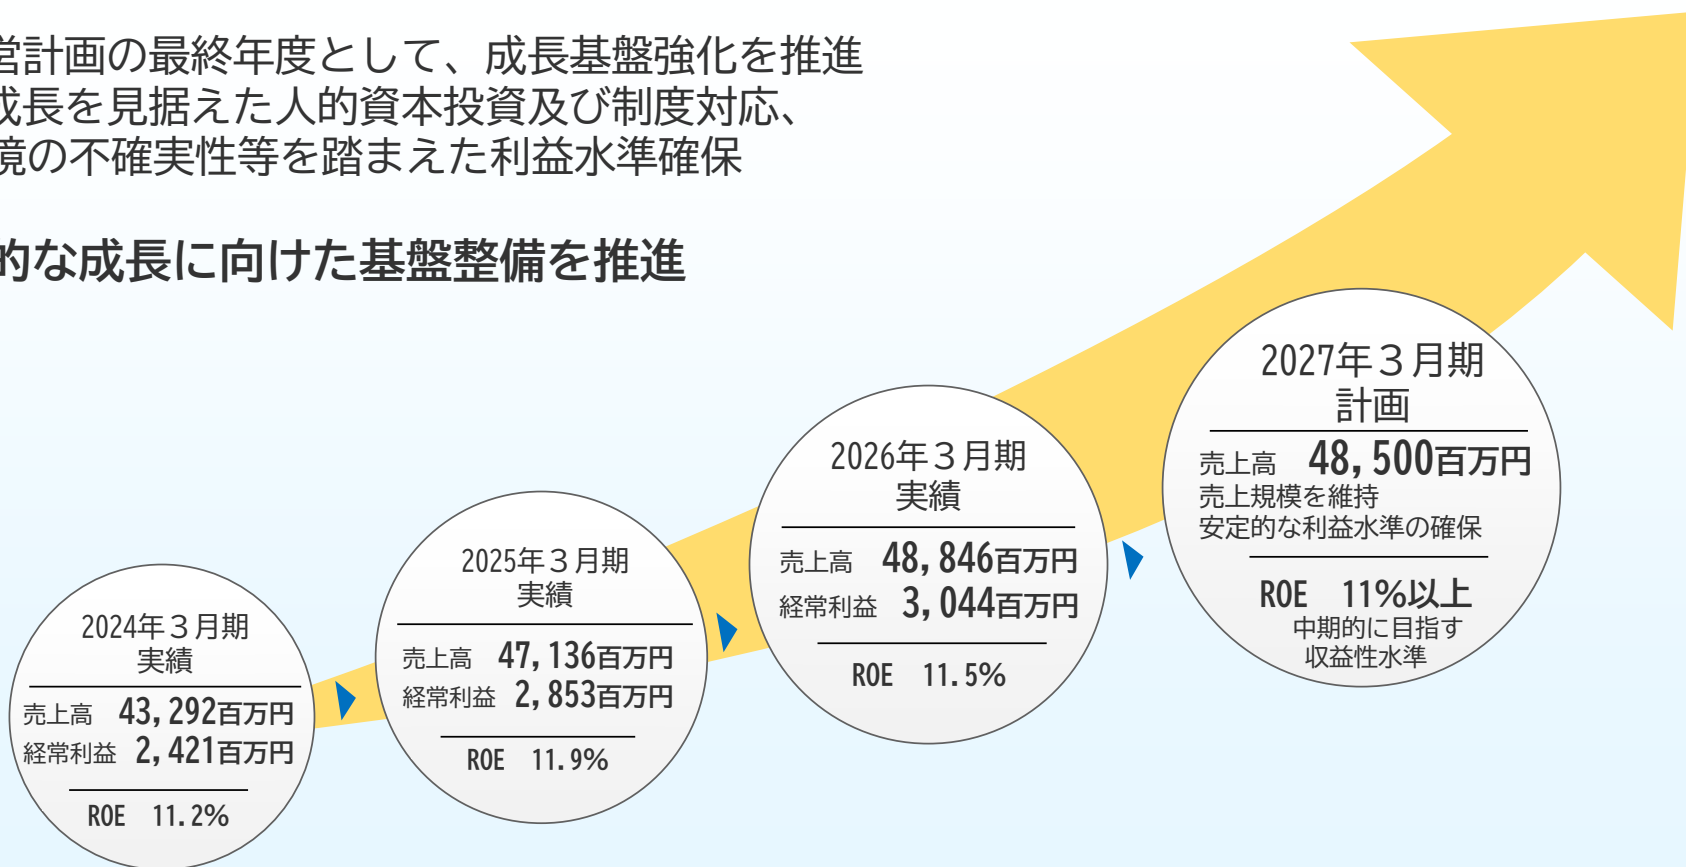 営計画の最終年度として、成長基盤強化を推進
成長を見据えた人的資本投資及び制度対応、
境の不確実性等を踏まえた利益水準確保
的な成長に向けた基盤整備を推進
2024年３月期
実績
売上高 43,292百万円
経常利益 2,421百万円
ROE 11.2%
2025年３月期
実績
売上高 47,136百万円
経常利益 2,853百万円
ROE 11.9%
2026年３月期
実績
売上高 48,846百万円
経常利益 3,044百万円
ROE 11.5%
2027年３月期
計画
売上高 48,500百万円
売上規模を維持
安定的な利益水準の確保
ROE 11%以上
中期的に目指す
収益性水準